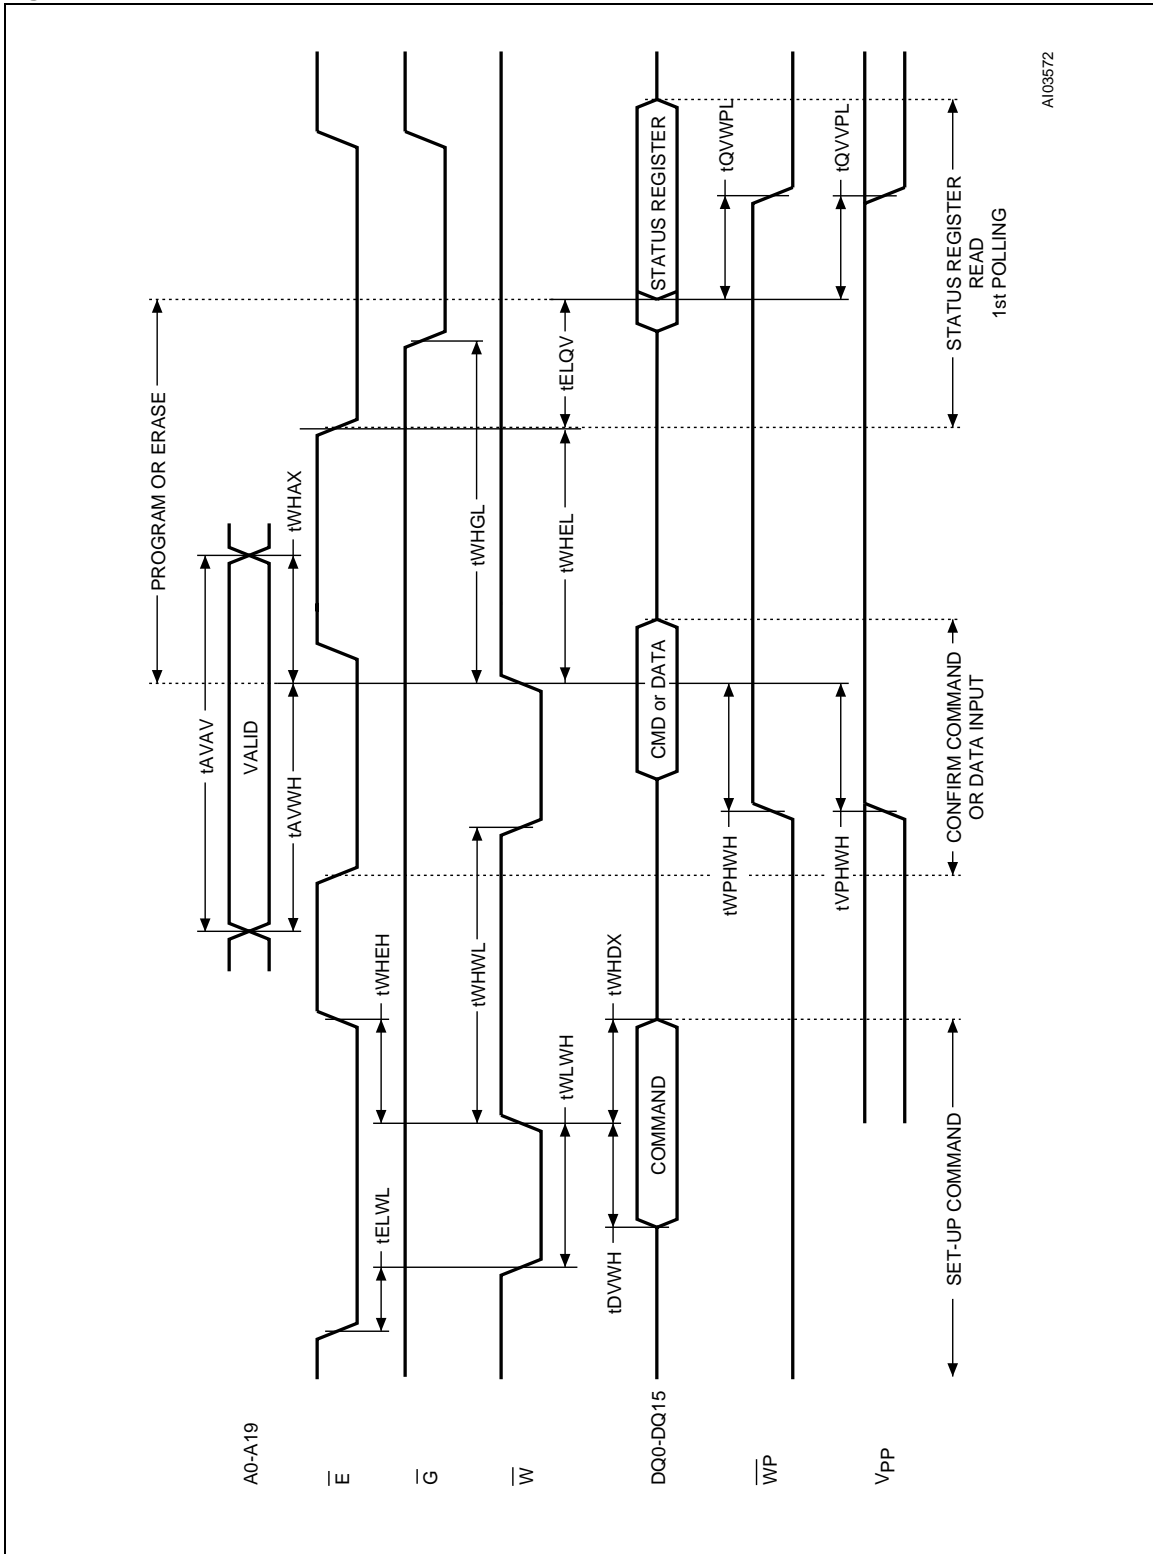 PROGRAM OR ERASE
tAVAV
A0-A19
VALID
tAVWH
tWHAX
E
tELWL
tWHEH
G
tWHWL
tWHGL
W
tWLWH
tWHEL
tELQV
tDVWH
tWHDX
DQ0-DQ15
COMMAND
CMD or DATA
STATUS REGISTER
tWPHWH
tQVWPL
WP
tVPHWH
tQVVPL
VPP
SET-UP COMMAND
CONFIRM COMMAND
OR DATA INPUT
STATUS REGISTER
READ
1st POLLING
AI03572